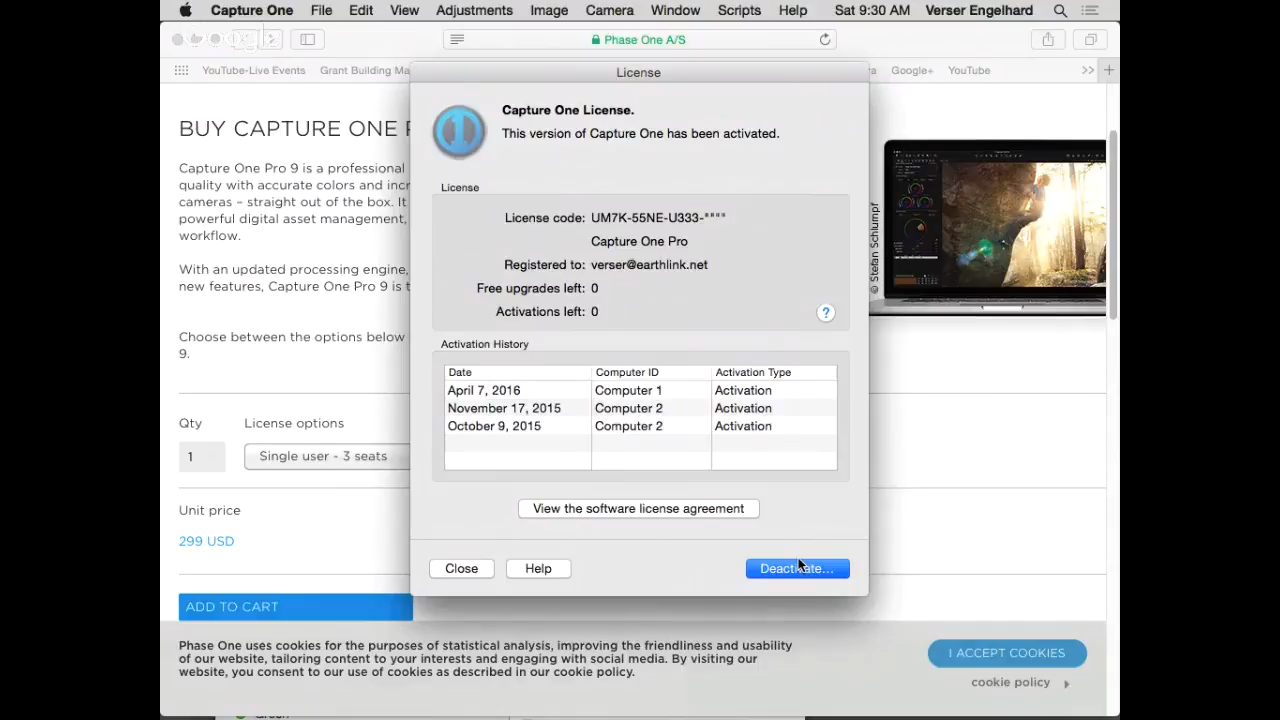 Capture One File Edit View Adjustments Image Camera Window Scripts Help Sat 9:30 AM Verser Engelhard
Phase One A/S
YouTube-Live Events Grant Building Ma Google+ YouTube >>
License
Capture One License.
This version of Capture One has been activated.
License
License code: UM7K-55NE-U333-****
Capture One Pro
Registered to: verser@earthlink.net
Free upgrades left: 0
Activations left: 0
?
Activation History
Date Computer ID Activation Type
April 7, 2016 Computer 1 Activation
November 17, 2015 Computer 2 Activation
October 9, 2015 Computer 2 Activation
View the software license agreement
Close Help Deactivate...
BUY CAPTURE ONE P
Capture One Pro 9 is a professional
quality with accurate colors and incr
cameras – straight out of the box. It
powerful digital asset management,
workflow.
With an updated processing engine,
new features, Capture One Pro 9 is t
Choose between the options below
9.
© Stefan Schlumpf
Qty License options
1 Single user - 3 seats
Unit price
299 USD
ADD TO CART
Phase One uses cookies for the purposes of statistical analysis, improving the friendliness and usability
of our website, tailoring content to your interests and engaging with social media. By visiting our
website, you consent to our use of cookies as described in our cookie policy.
I ACCEPT COOKIES
cookie policy